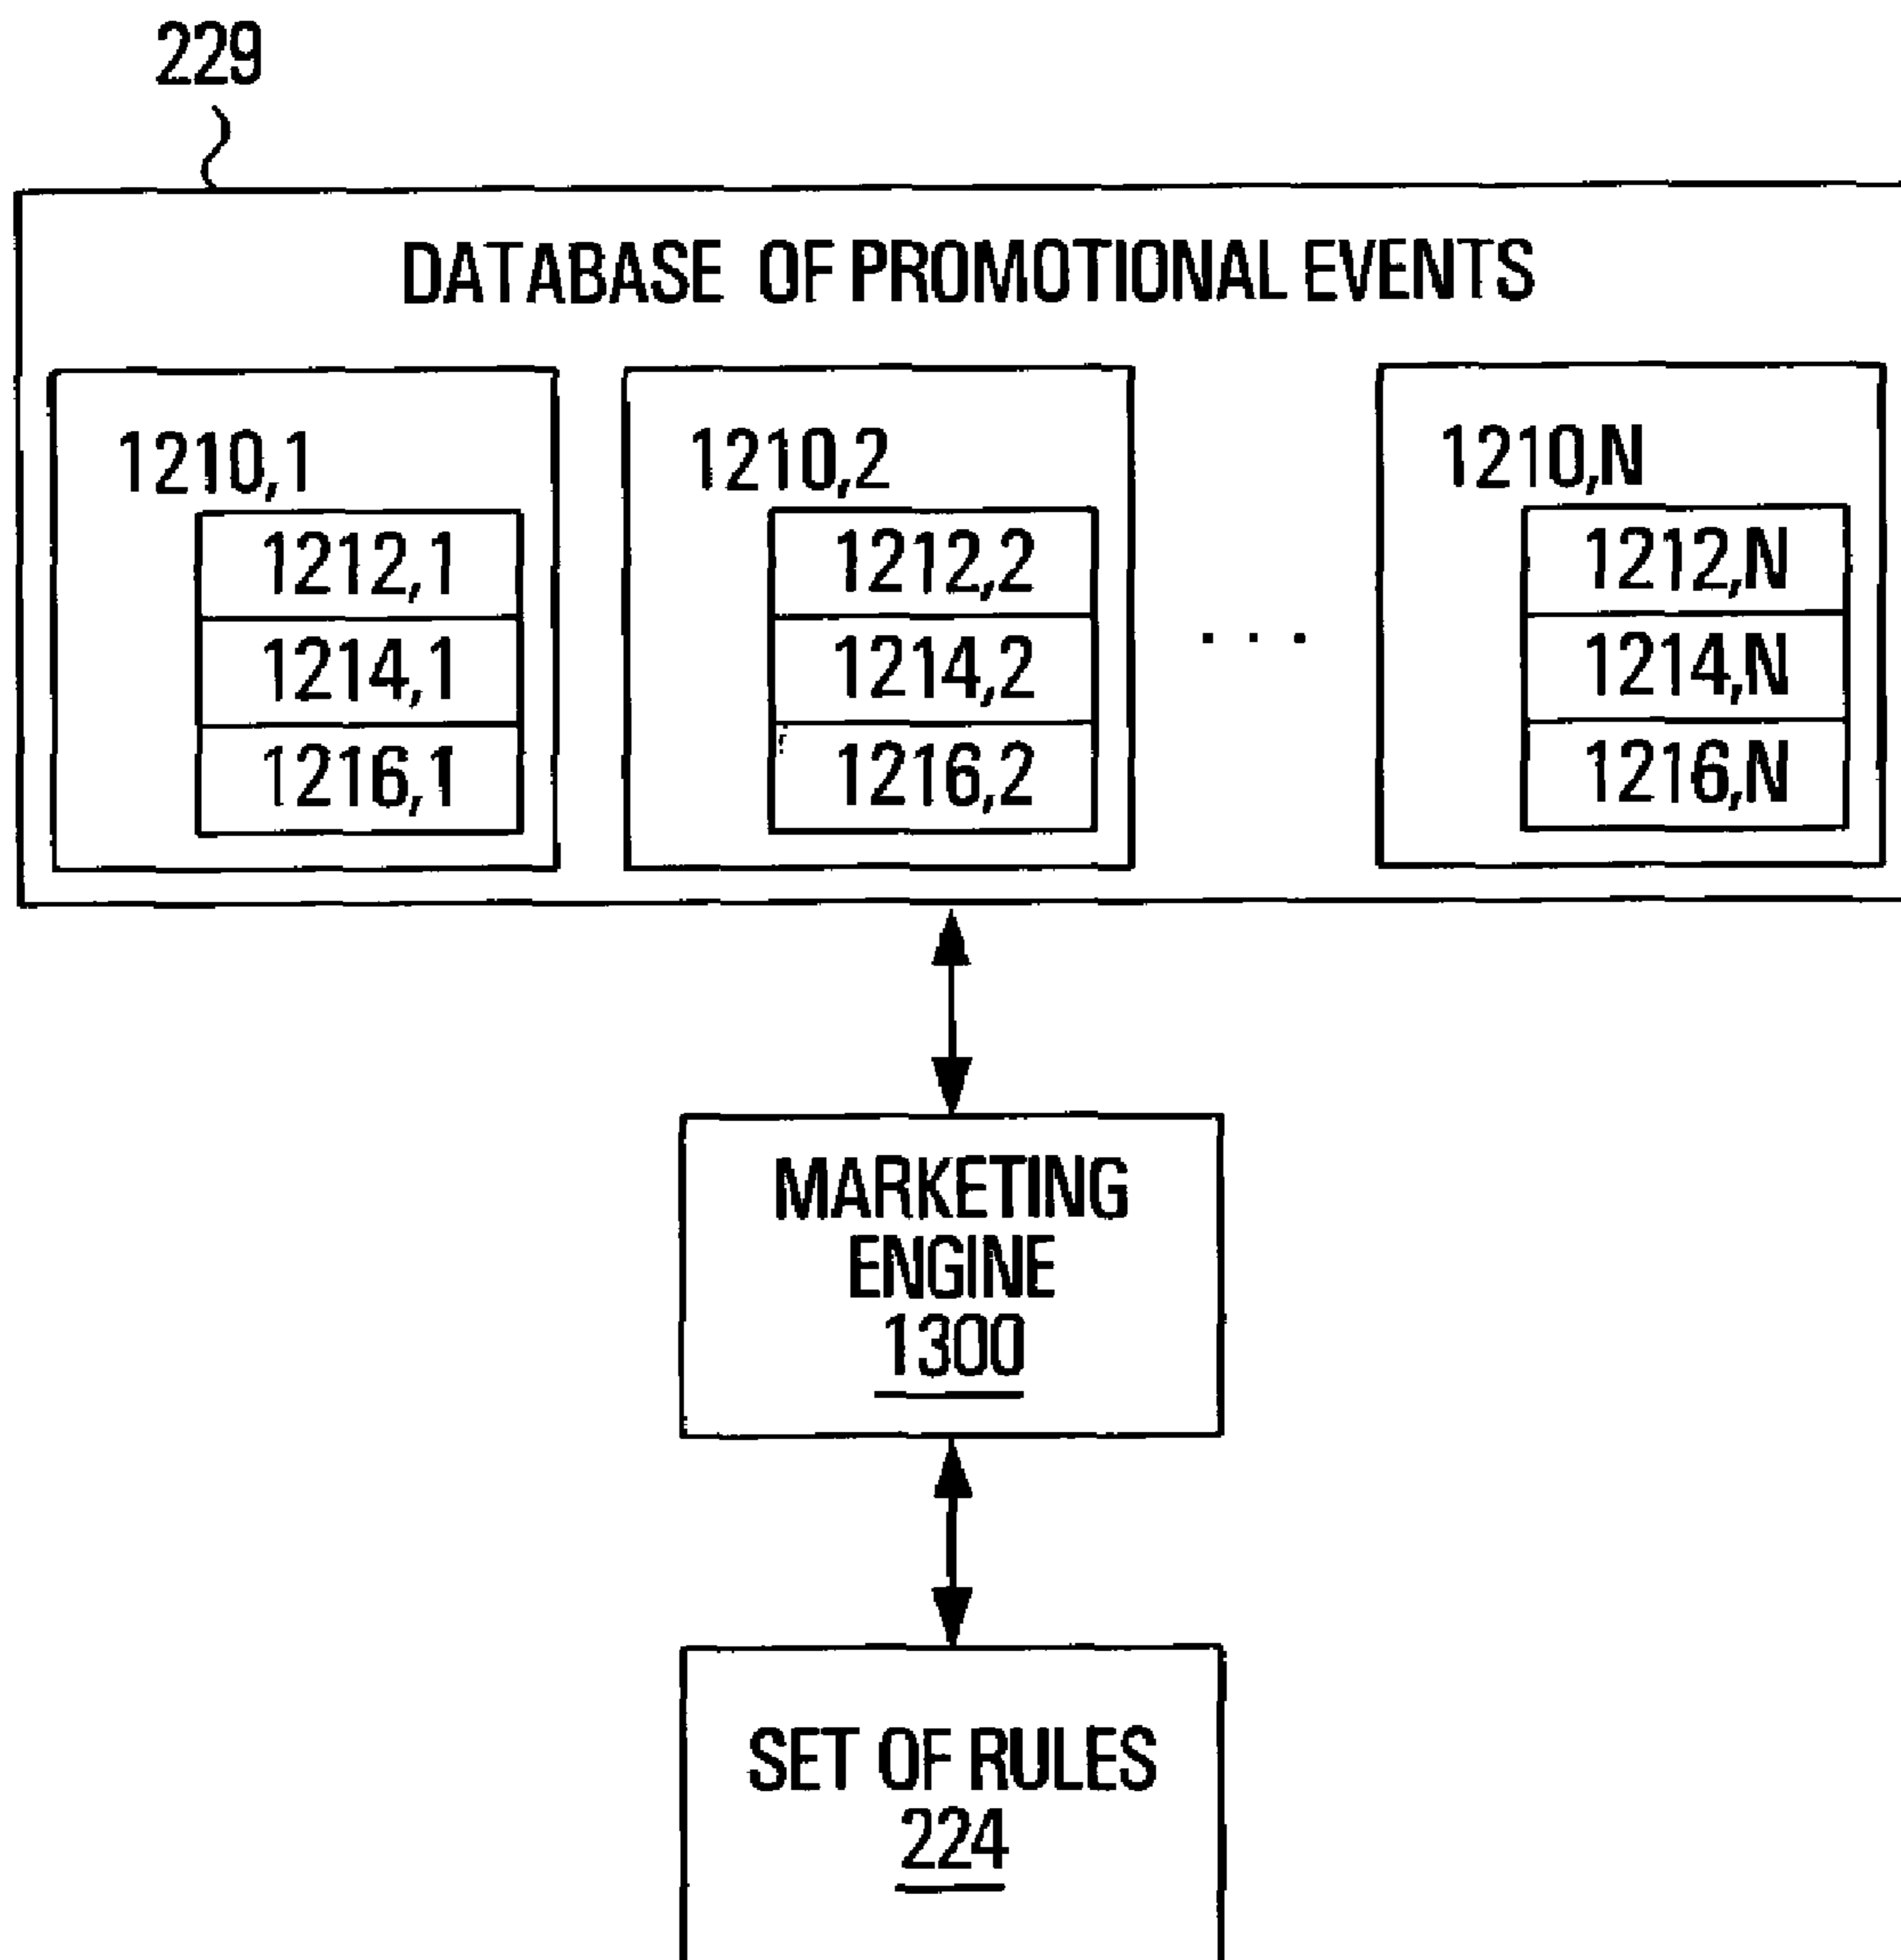 229
DATABASE OF PROMOTIONAL EVENTS
1210,1
1212,1
1214,1
1216,1
1210,2
1212,2
1214,2
1216,2
. . .
1210,N
1212,N
1214,N
1216,N
MARKETING
ENGINE
1300
SET OF RULES
224